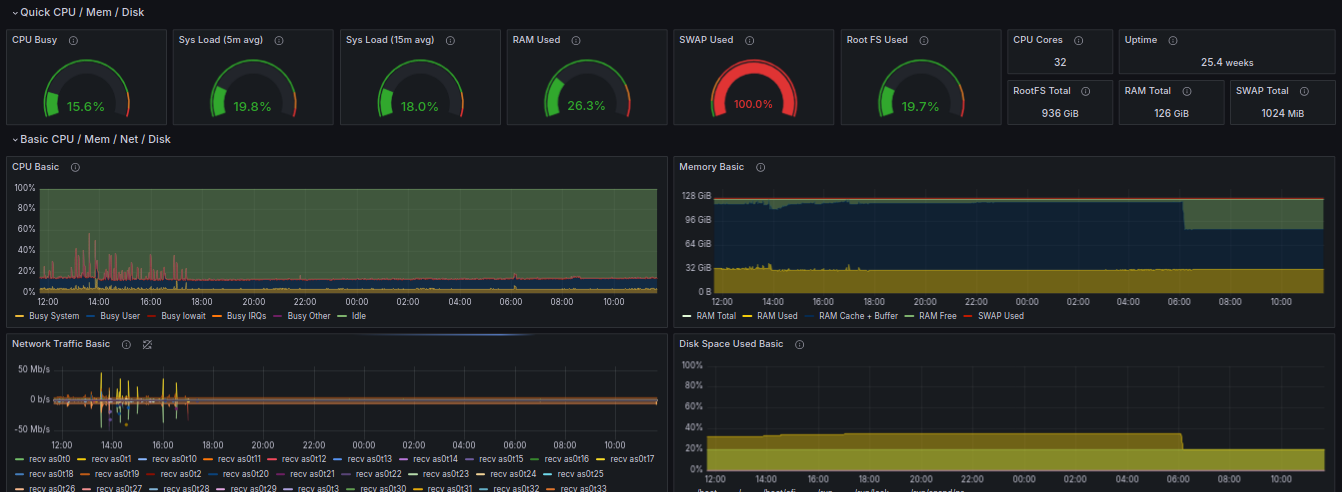 Quick CPU / Mem / Disk
CPU Busy Sys Load (5m avg) Sys Load (15m avg) RAM Used SWAP Used Root FS Used CPU Cores Uptime
15.6% 19.8% 18.0% 26.3% 100.0% 19.7% 32 25.4 weeks
RootFS Total RAM Total SWAP Total
936 GiB 126 GiB 1024 MiB
Basic CPU / Mem / Net / Disk
CPU Basic
100%
80%
60%
40%
20%
0%
12:00 14:00 16:00 18:00 20:00 22:00 00:00 02:00 04:00 06:00 08:00 10:00
Busy System Busy User Busy Iowait Busy IRQs Busy Other Idle
Memory Basic
128 GiB
96 GiB
64 GiB
32 GiB
0 B
12:00 14:00 16:00 18:00 20:00 22:00 00:00 02:00 04:00 06:00 08:00 10:00
RAM Total RAM Used RAM Cache + Buffer RAM Free SWAP Used
Network Traffic Basic
50 Mb/s
0 b/s
-50 Mb/s
12:00 14:00 16:00 18:00 20:00 22:00 00:00 02:00 04:00 06:00 08:00 10:00
recv as0t0 recv as0t1 recv as0t10 recv as0t11 recv as0t12 recv as0t13 recv as0t14 recv as0t15 recv as0t16 recv as0t17
recv as0t18 recv as0t19 recv as0t2 recv as0t20 recv as0t21 recv as0t22 recv as0t23 recv as0t24 recv as0t25
recv as0t26 recv as0t27 recv as0t28 recv as0t29 recv as0t3 recv as0t30 recv as0t31 recv as0t32 recv as0t33
Disk Space Used Basic
100%
80%
60%
40%
20%
0%
12:00 14:00 16:00 18:00 20:00 22:00 00:00 02:00 04:00 06:00 08:00 10:00